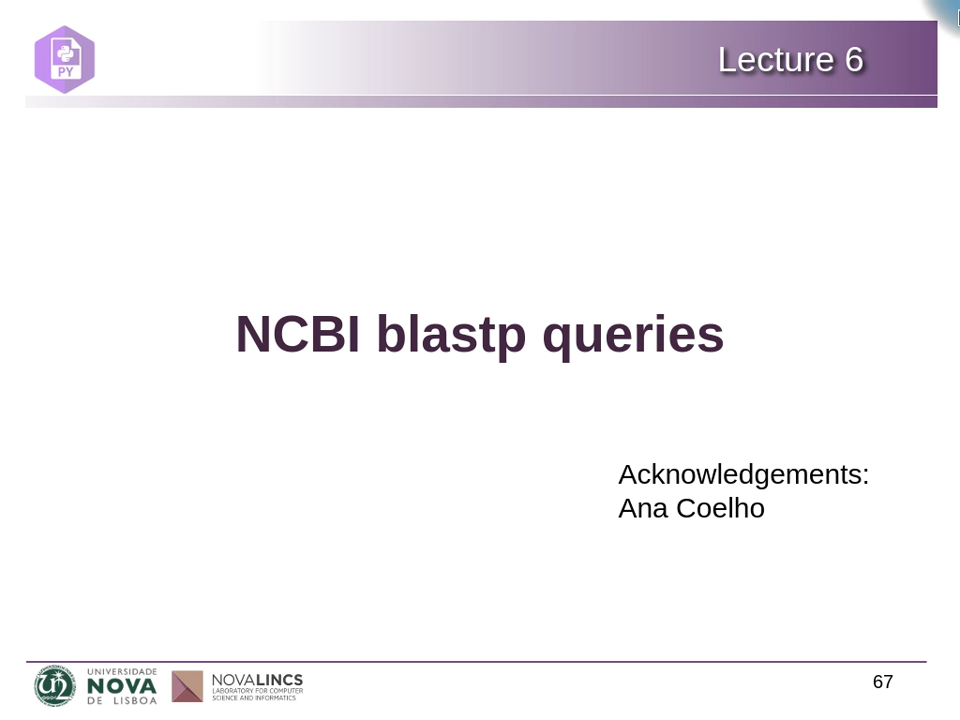 PY
Lecture 6
NCBI blastp queries
Acknowledgements:
Ana Coelho
UNIVERSIDADE
NOVA
DE LISBOA
NOVALINCS
LABORATORY FOR COMPUTER
SCIENCE AND INFORMATICS
67